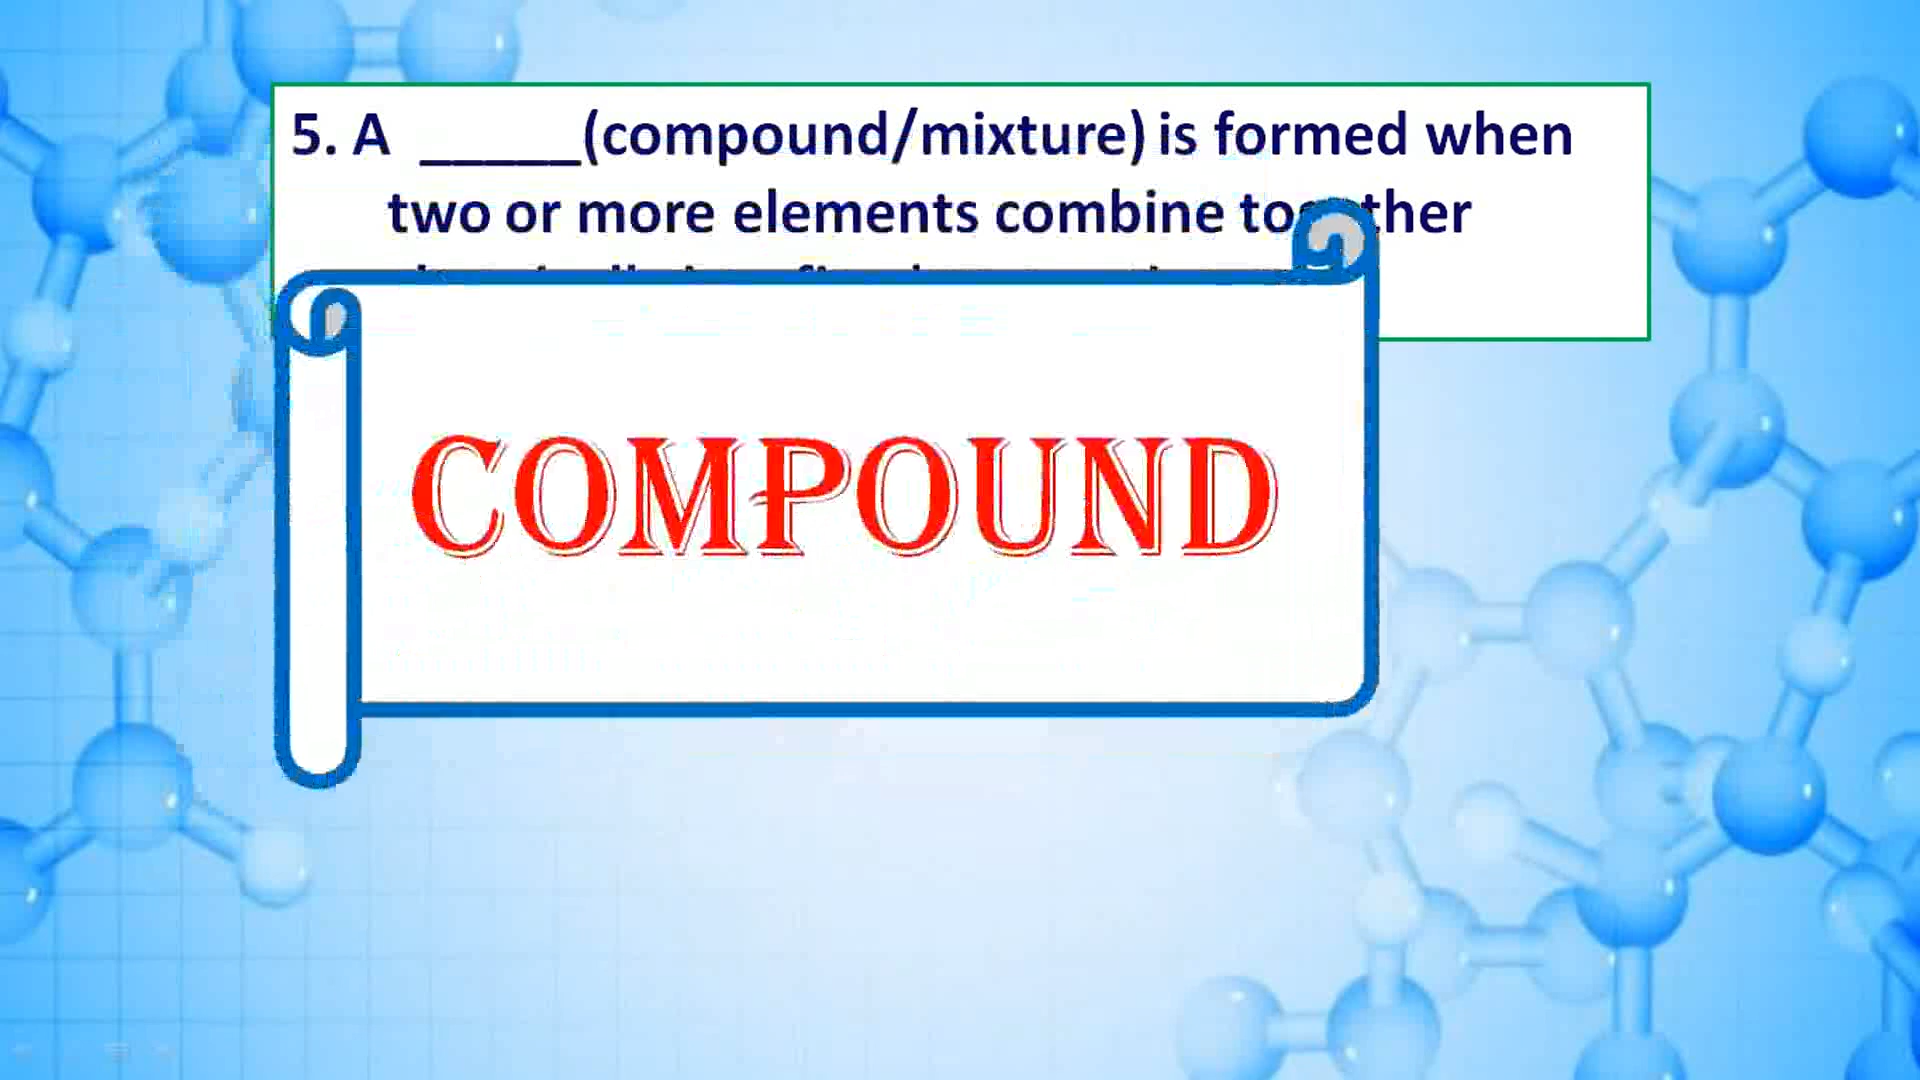 5. A _____(compound/mixture) is formed when
two or more elements combine together
COMPOUND